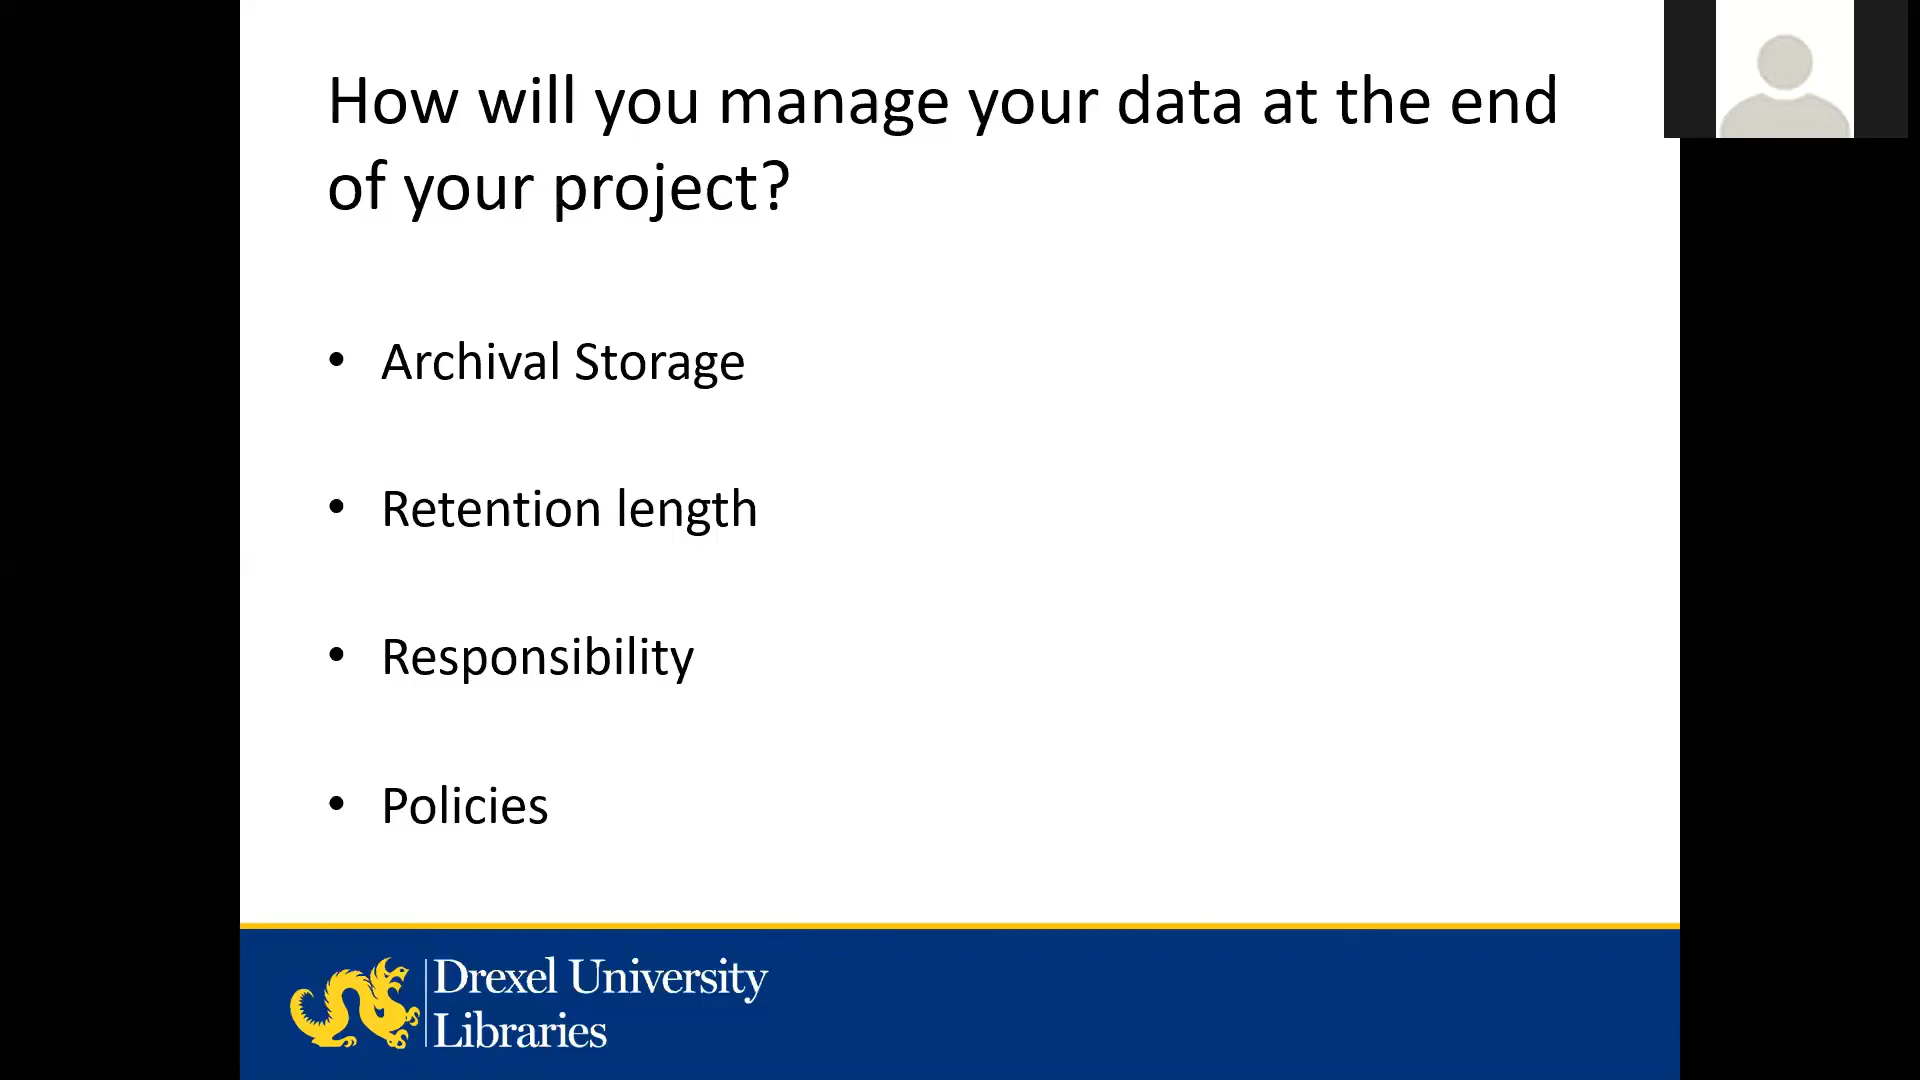 How will you manage your data at the end
of your project?
• Archival Storage
• Retention length
• Responsibility
• Policies
Drexel University
Libraries